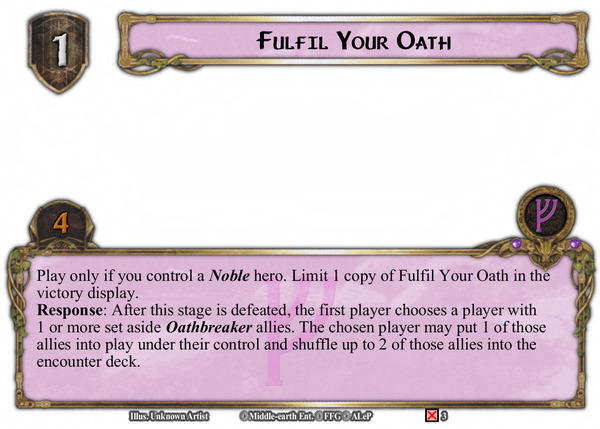 1
Fulfil Your Oath
4
Play only if you control a Noble hero. Limit 1 copy of Fulfil Your Oath in the
victory display.
Response: After this stage is defeated, the first player chooses a player with
1 or more set aside Oathbreaker allies. The chosen player may put 1 of those
allies into play under their control and shuffle up to 2 of those allies into the
encounter deck.
Illus. Unknown Artist © Middle-earth Ent. © FFG © ALeP 3